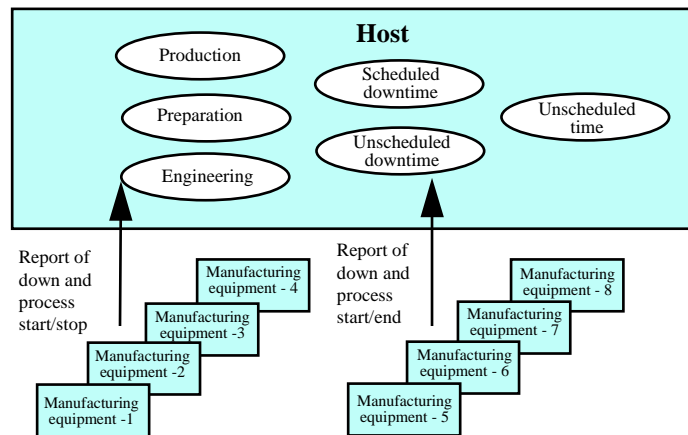 Host
Production
Scheduled
downtime
Preparation
Unscheduled
time
Unscheduled
downtime
Engineering
Report of
down and
process
start/stop
Manufacturing
equipment - 4
Manufacturing
equipment -3
Manufacturing
equipment -2
Manufacturing
equipment -1
Report of
down and
process
start/end
Manufacturing
equipment - 8
Manufacturing
equipment - 7
Manufacturing
equipment - 6
Manufacturing
equipment - 5